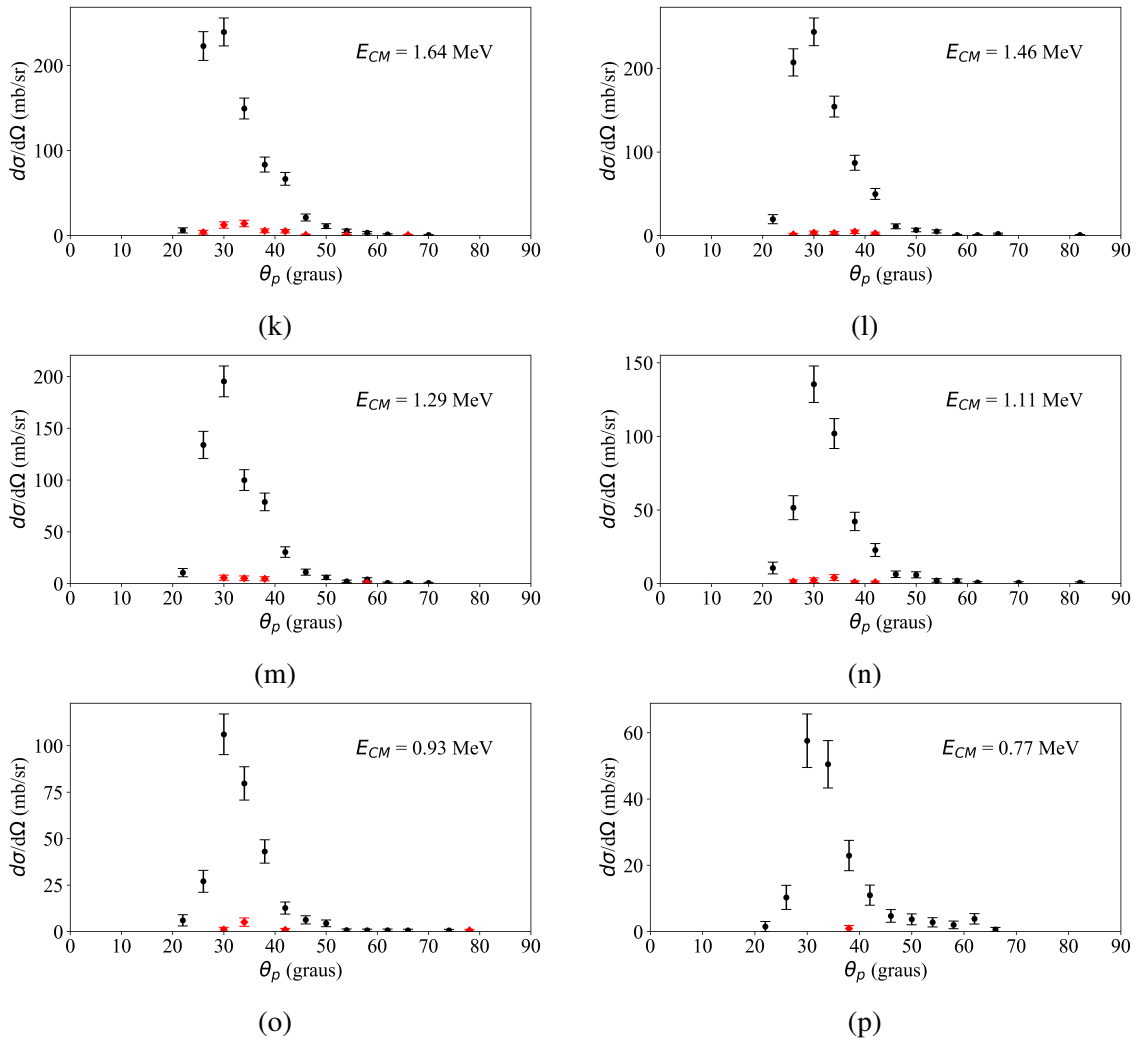 E_CM = 1.64 MeV
dσ/dΩ (mb/sr)
200
100
0
0 10 20 30 40 50 60 70 80 90
θ_p (graus)
(k)
E_CM = 1.46 MeV
dσ/dΩ (mb/sr)
200
100
0
0 10 20 30 40 50 60 70 80 90
θ_p (graus)
(l)
E_CM = 1.29 MeV
dσ/dΩ (mb/sr)
200
150
100
50
0
0 10 20 30 40 50 60 70 80 90
θ_p (graus)
(m)
E_CM = 1.11 MeV
dσ/dΩ (mb/sr)
150
100
50
0
0 10 20 30 40 50 60 70 80 90
θ_p (graus)
(n)
E_CM = 0.93 MeV
dσ/dΩ (mb/sr)
100
75
50
25
0
0 10 20 30 40 50 60 70 80 90
θ_p (graus)
(o)
E_CM = 0.77 MeV
dσ/dΩ (mb/sr)
60
40
20
0
0 10 20 30 40 50 60 70 80 90
θ_p (graus)
(p)